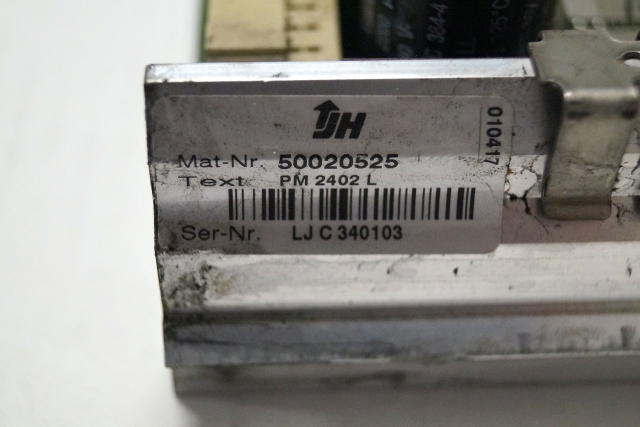 JH
Mat-Nr. 50020525
Text PM 2402 L
Ser-Nr. LJ C 340103
010417